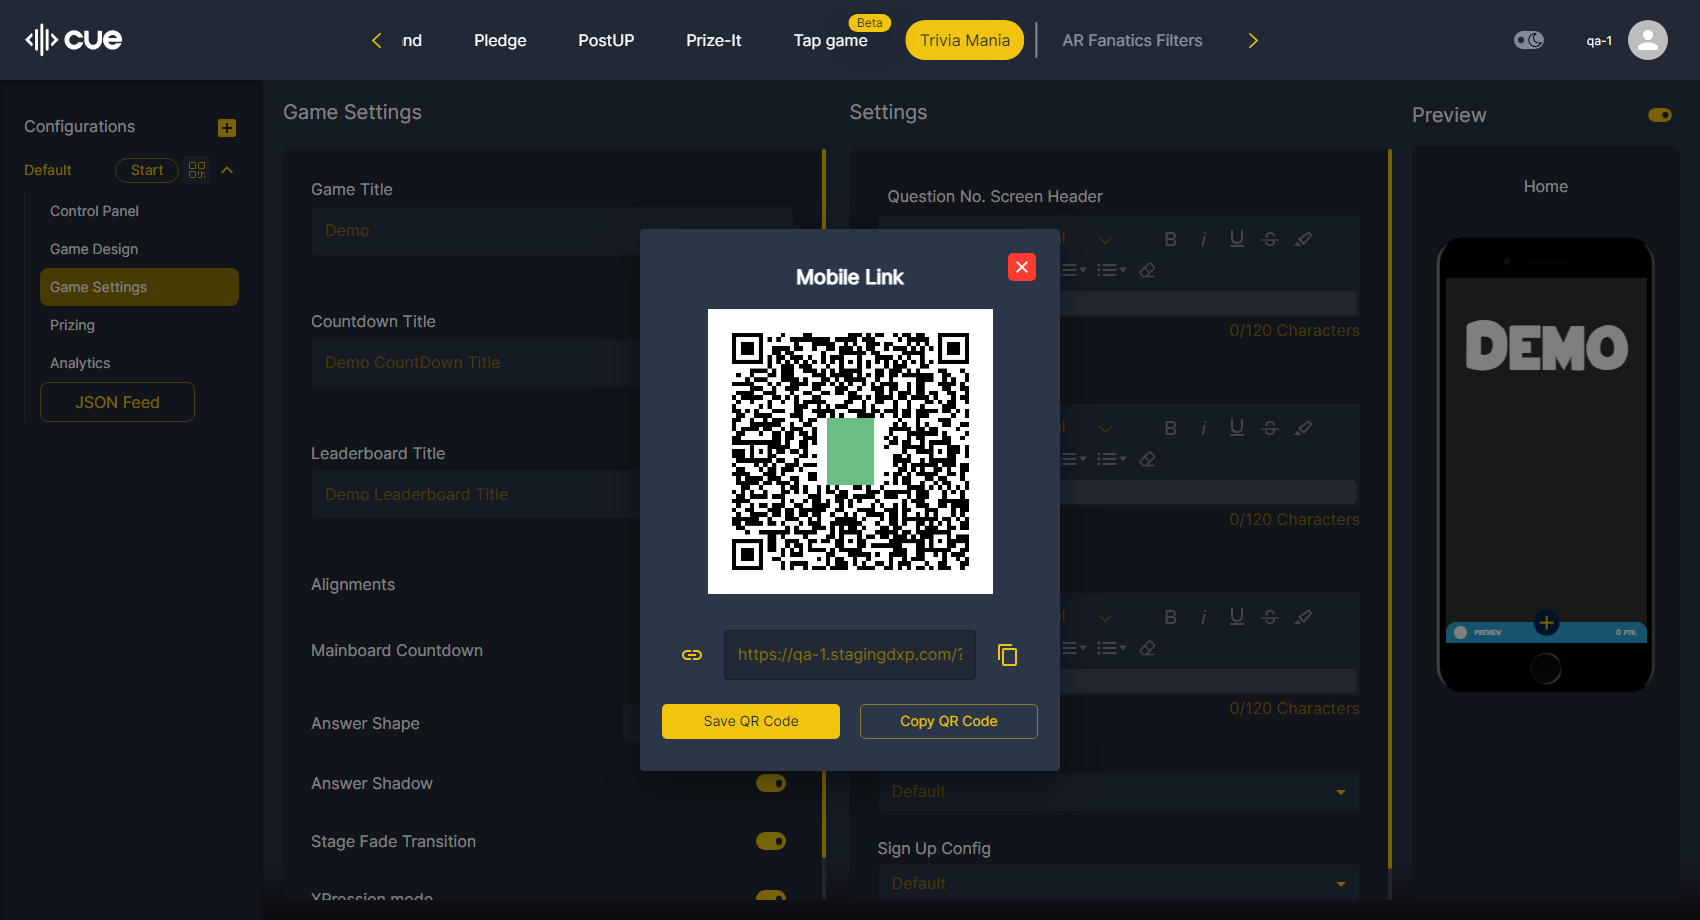 cue
nd
Pledge
PostUP
Prize-It
Tap game
Beta
Trivia Mania
AR Fanatics Filters
qa-1
Configurations
Default
Start
Control Panel
Game Design
Game Settings
Prizing
Analytics
JSON Feed
Game Settings
Game Title
Demo
Countdown Title
Demo CountDown Title
Leaderboard Title
Demo Leaderboard Title
Alignments
Mainboard Countdown
Answer Shape
Answer Shadow
Stage Fade Transition
XPression mode
Mobile Link
https://qa-1.stagingdxp.com/?
Save QR Code
Copy QR Code
Settings
Question No. Screen Header
0/120 Characters
0/120 Characters
0/120 Characters
Default
Sign Up Config
Default
Preview
Home
DEMO
PREVIEW
0 PTS.